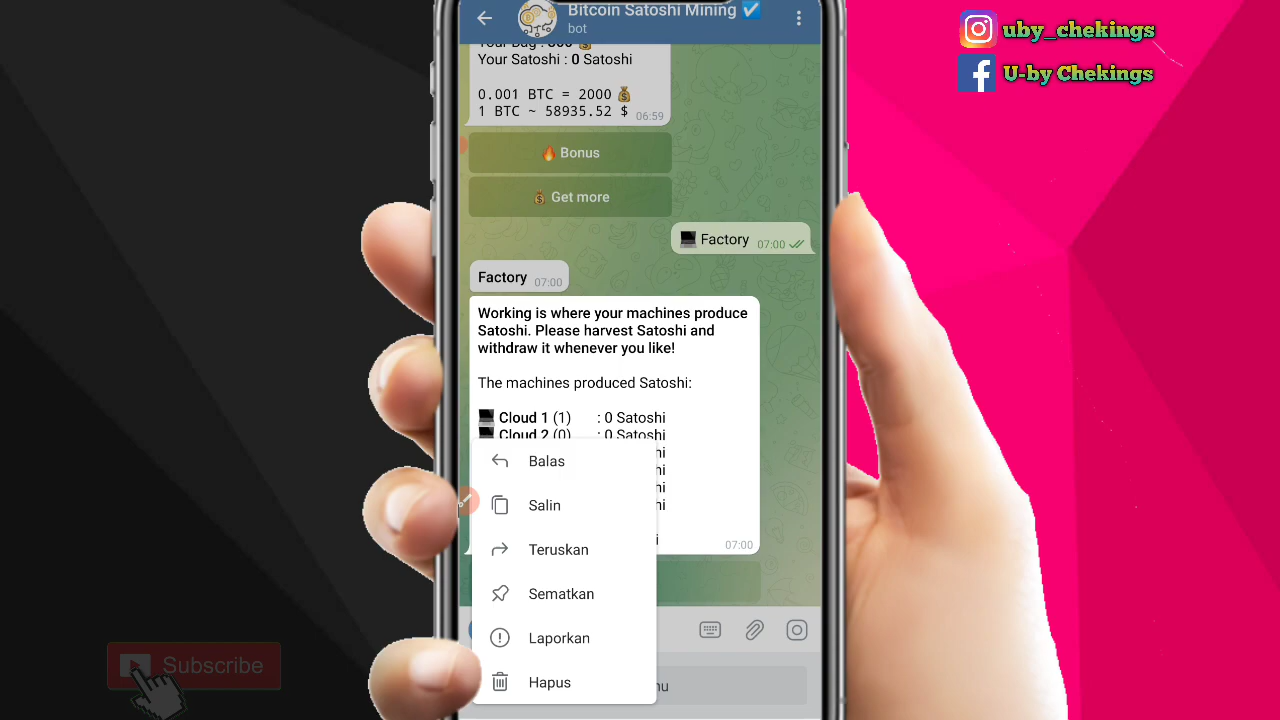 Bitcoin Satoshi Mining
bot
uby_chekings
U-by Chekings
Your Bag : 300
Your Satoshi : 0 Satoshi
0.001 BTC = 2000
1 BTC ~ 58935.52 $
06:59
Bonus
Get more
Factory 07:00
Factory 07:00
Working is where your machines produce
Satoshi. Please harvest Satoshi and
withdraw it whenever you like!
The machines produced Satoshi:
Cloud 1 (1) : 0 Satoshi
Cloud 2 (0) : 0 Satoshi
07:00
Balas
Salin
Teruskan
Sematkan
Laporkan
Hapus
Subscribe